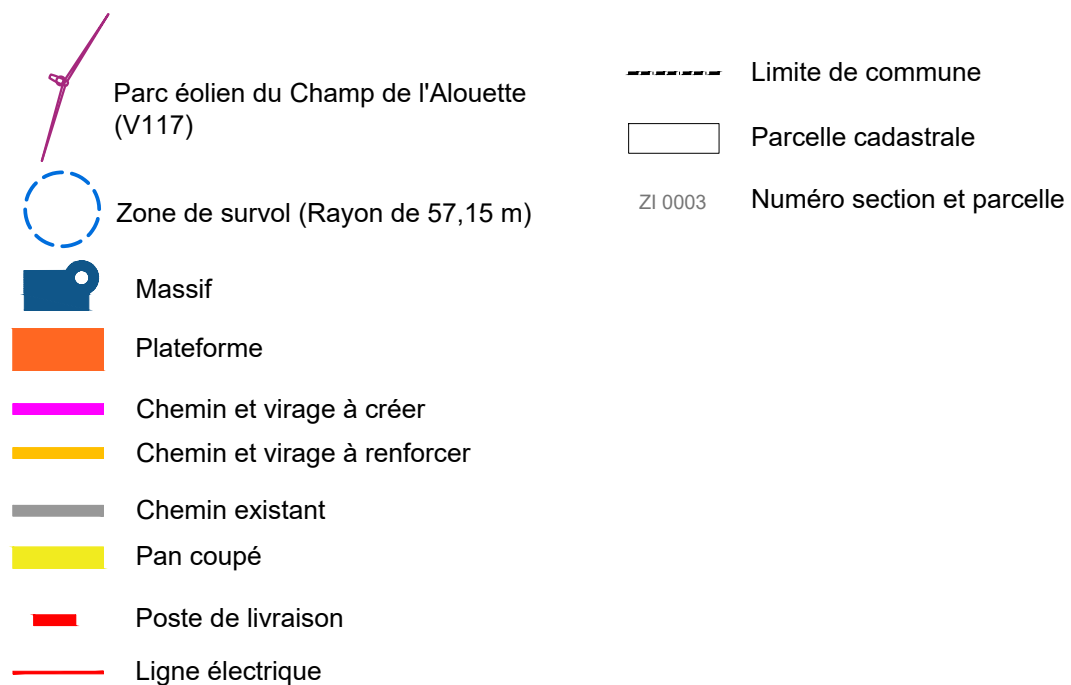 Parc éolien du Champ de l'Alouette
(V117)
Zone de survol (Rayon de 57,15 m)
Massif
Plateforme
Chemin et virage à créer
Chemin et virage à renforcer
Chemin existant
Pan coupé
Poste de livraison
Ligne électrique
Limite de commune
Parcelle cadastrale
ZI 0003 Numéro section et parcelle